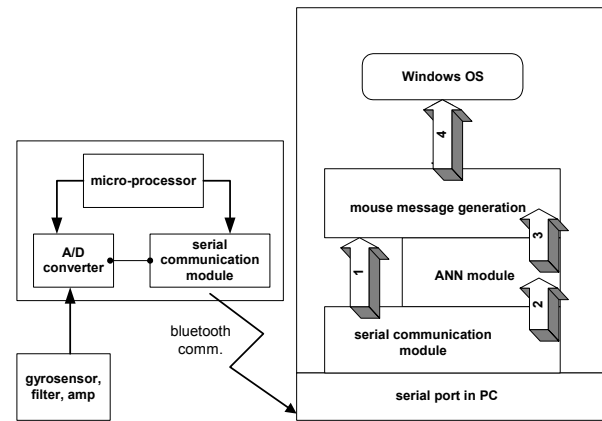 micro-processor
A/D
converter
serial
communication
module
gyrosensor,
filter, amp
bluetooth
comm.
Windows OS
4
mouse message generation
1
3
ANN module
2
serial communication
module
serial port in PC